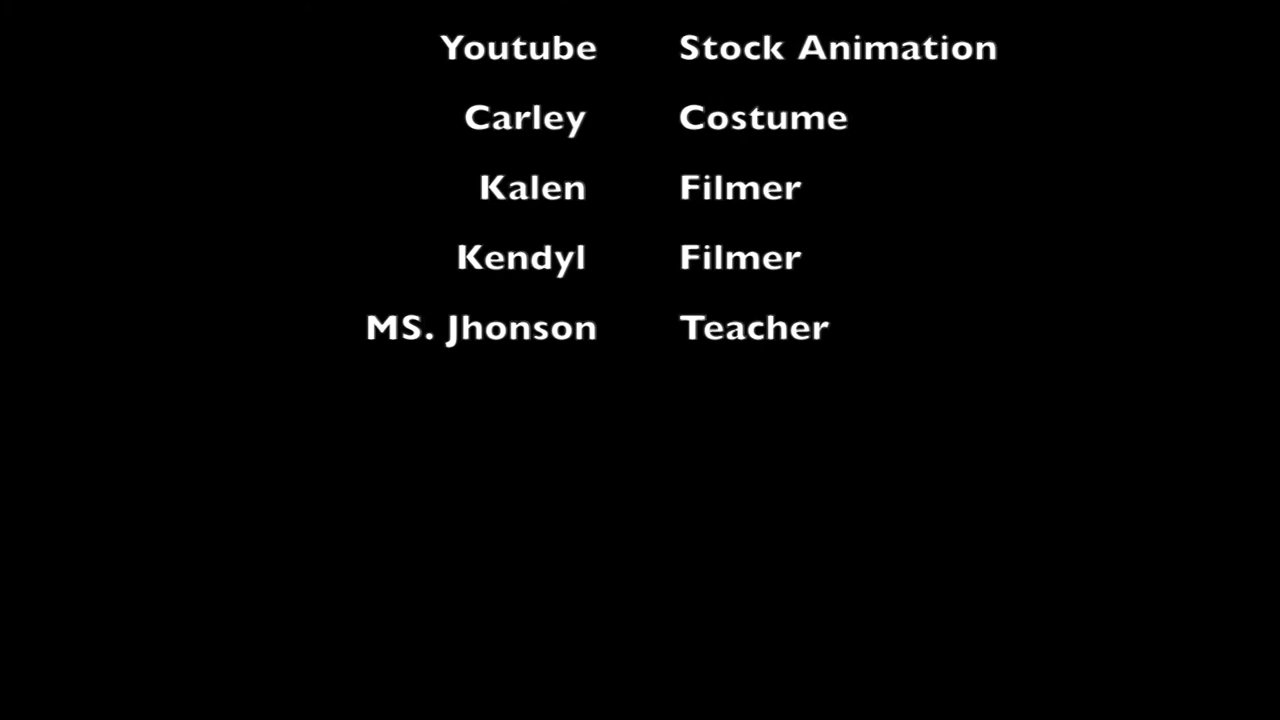 Youtube Stock Animation
Carley Costume
Kalen Filmer
Kendyl Filmer
MS. Jhonson Teacher